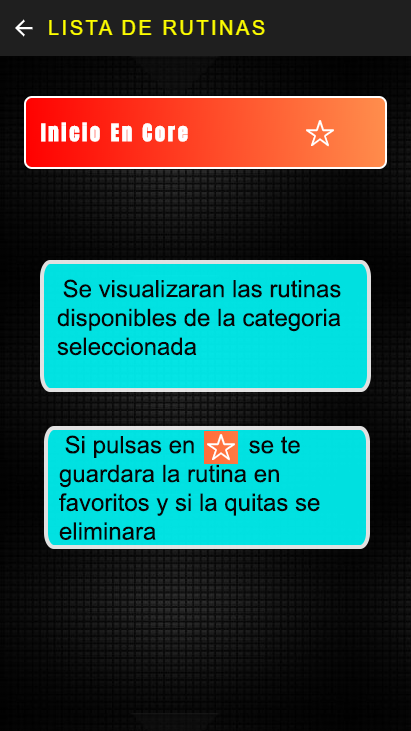 LISTA DE RUTINAS
Inicio En Core
Se visualizaran las rutinas
disponibles de la categoria
seleccionada
Si pulsas en se te
guardara la rutina en
favoritos y si la quitas se
eliminara